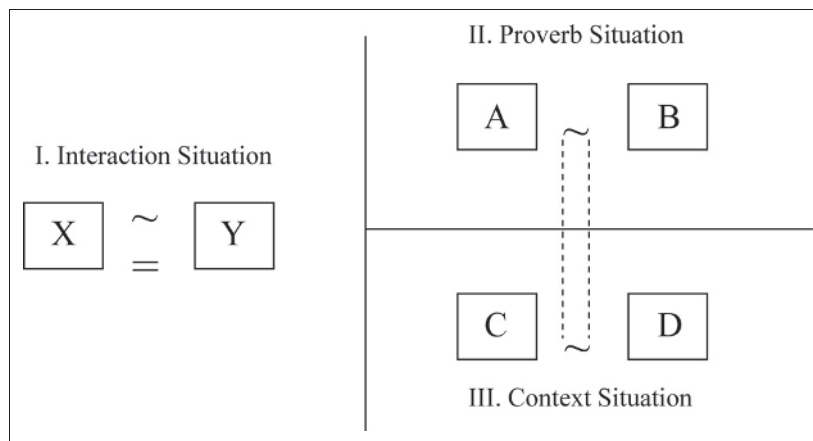 I. Interaction Situation
X ~ Y
=
II. Proverb Situation
A ~ B
C ~ D
III. Context Situation